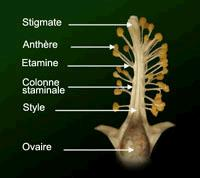 Stigmate
Anthère
Etamine
Colonne
staminale
Style
Ovaire